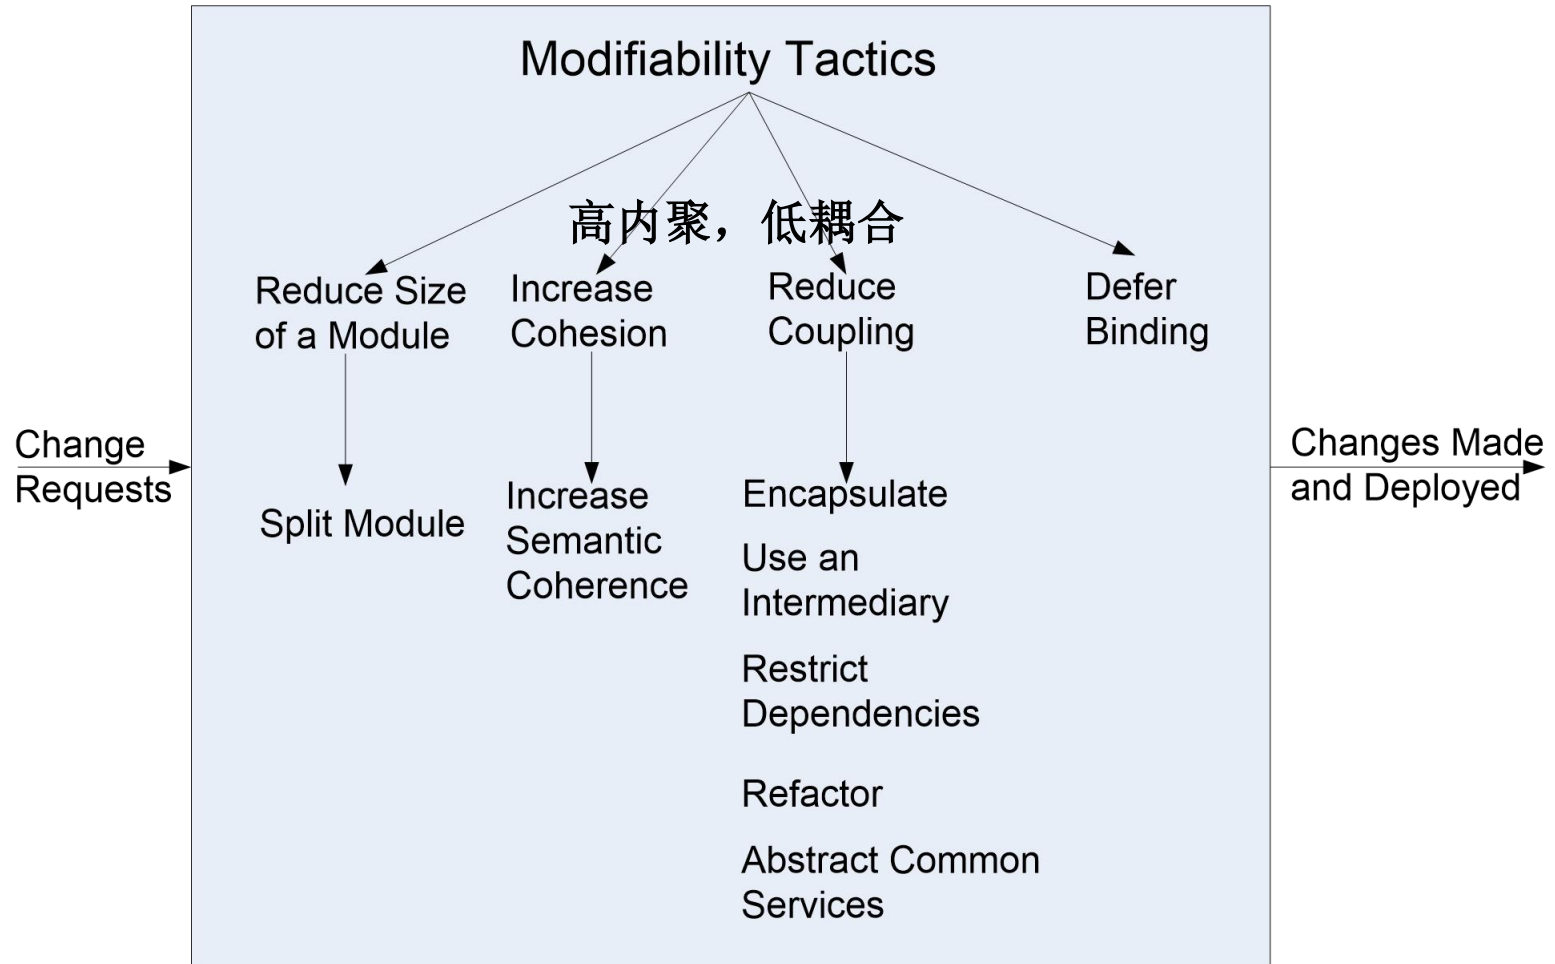 Modifiability Tactics
高内聚，低耦合
Reduce Size
of a Module
Increase
Cohesion
Reduce
Coupling
Defer
Binding
Change
Requests
Split Module
Increase
Semantic
Coherence
Encapsulate
Use an
Intermediary
Restrict
Dependencies
Refactor
Abstract Common
Services
Changes Made
and Deployed